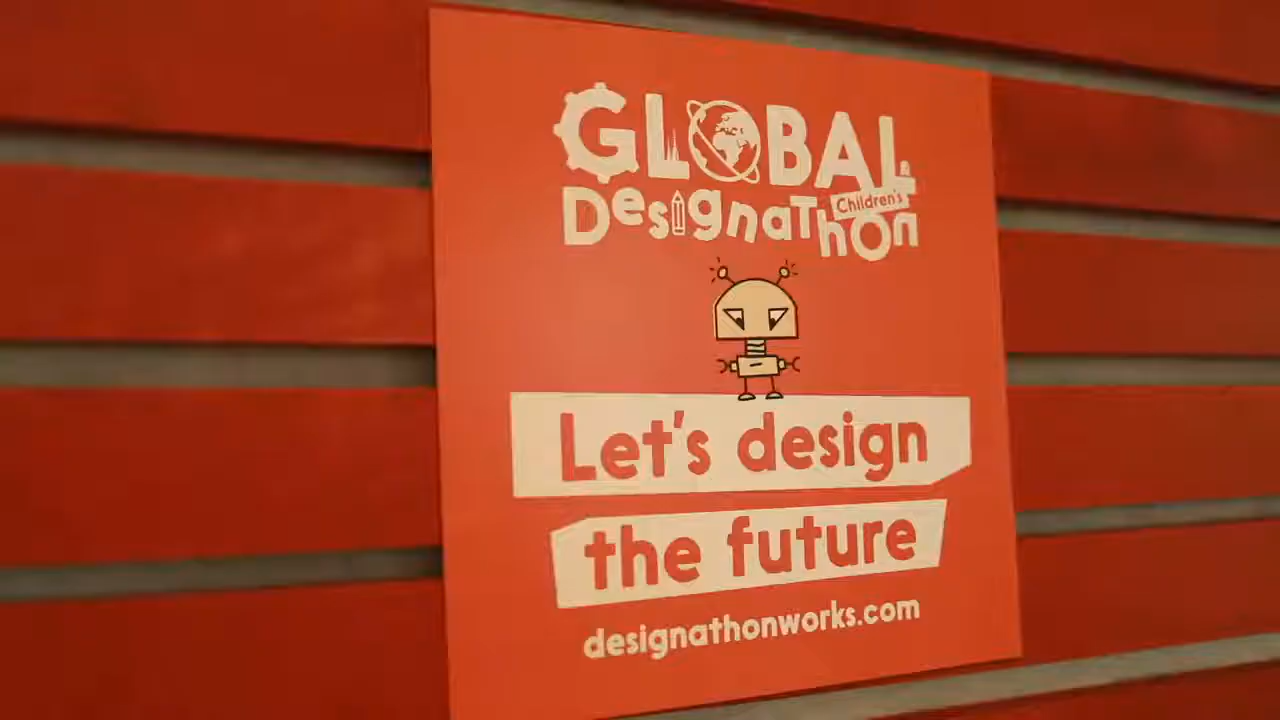 GLOBAL
Children's
DesignaThon
Let's design
the future
designathonworks.com